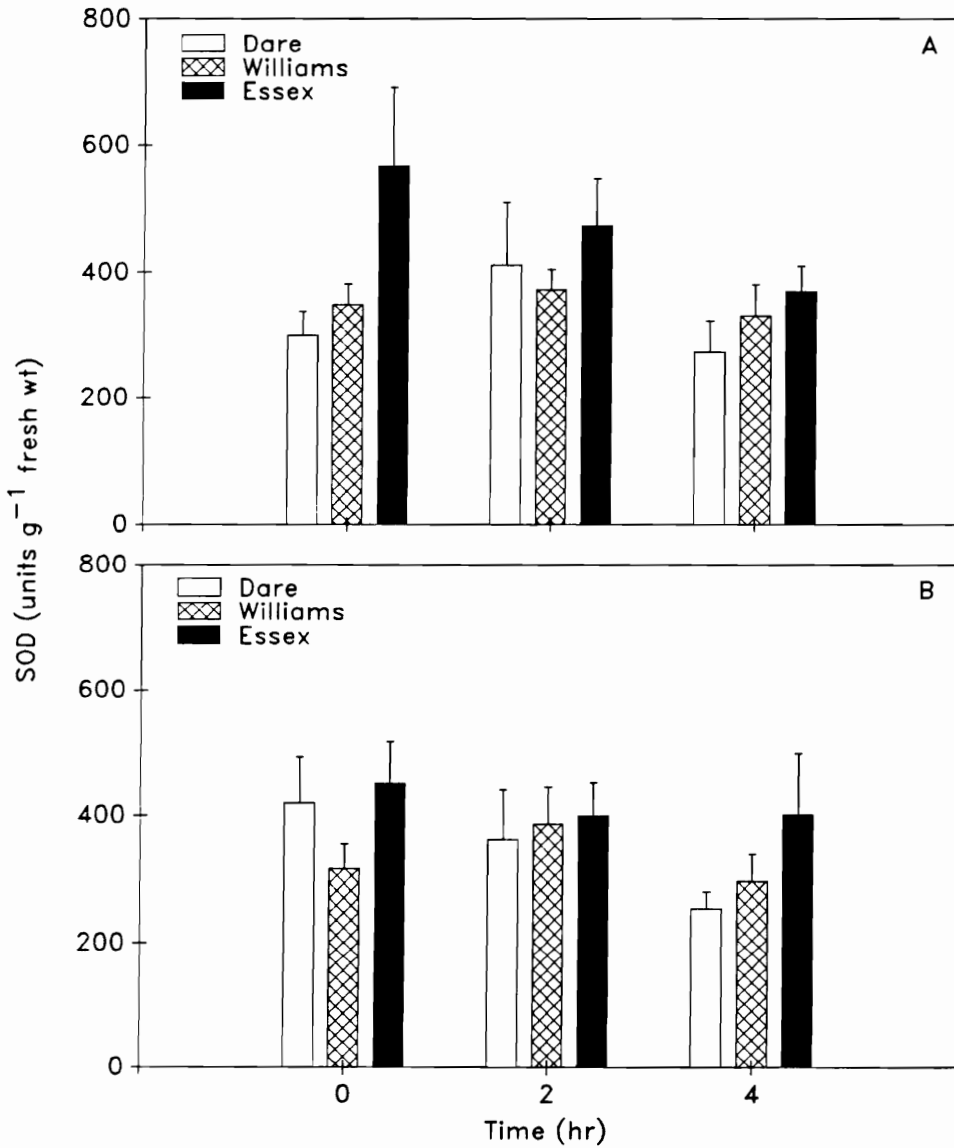 800
600
400
200
0
Dare
Williams
Essex
A
SOD (units g⁻¹ fresh wt)
800
600
400
200
0
Dare
Williams
Essex
B
0 2 4
Time (hr)